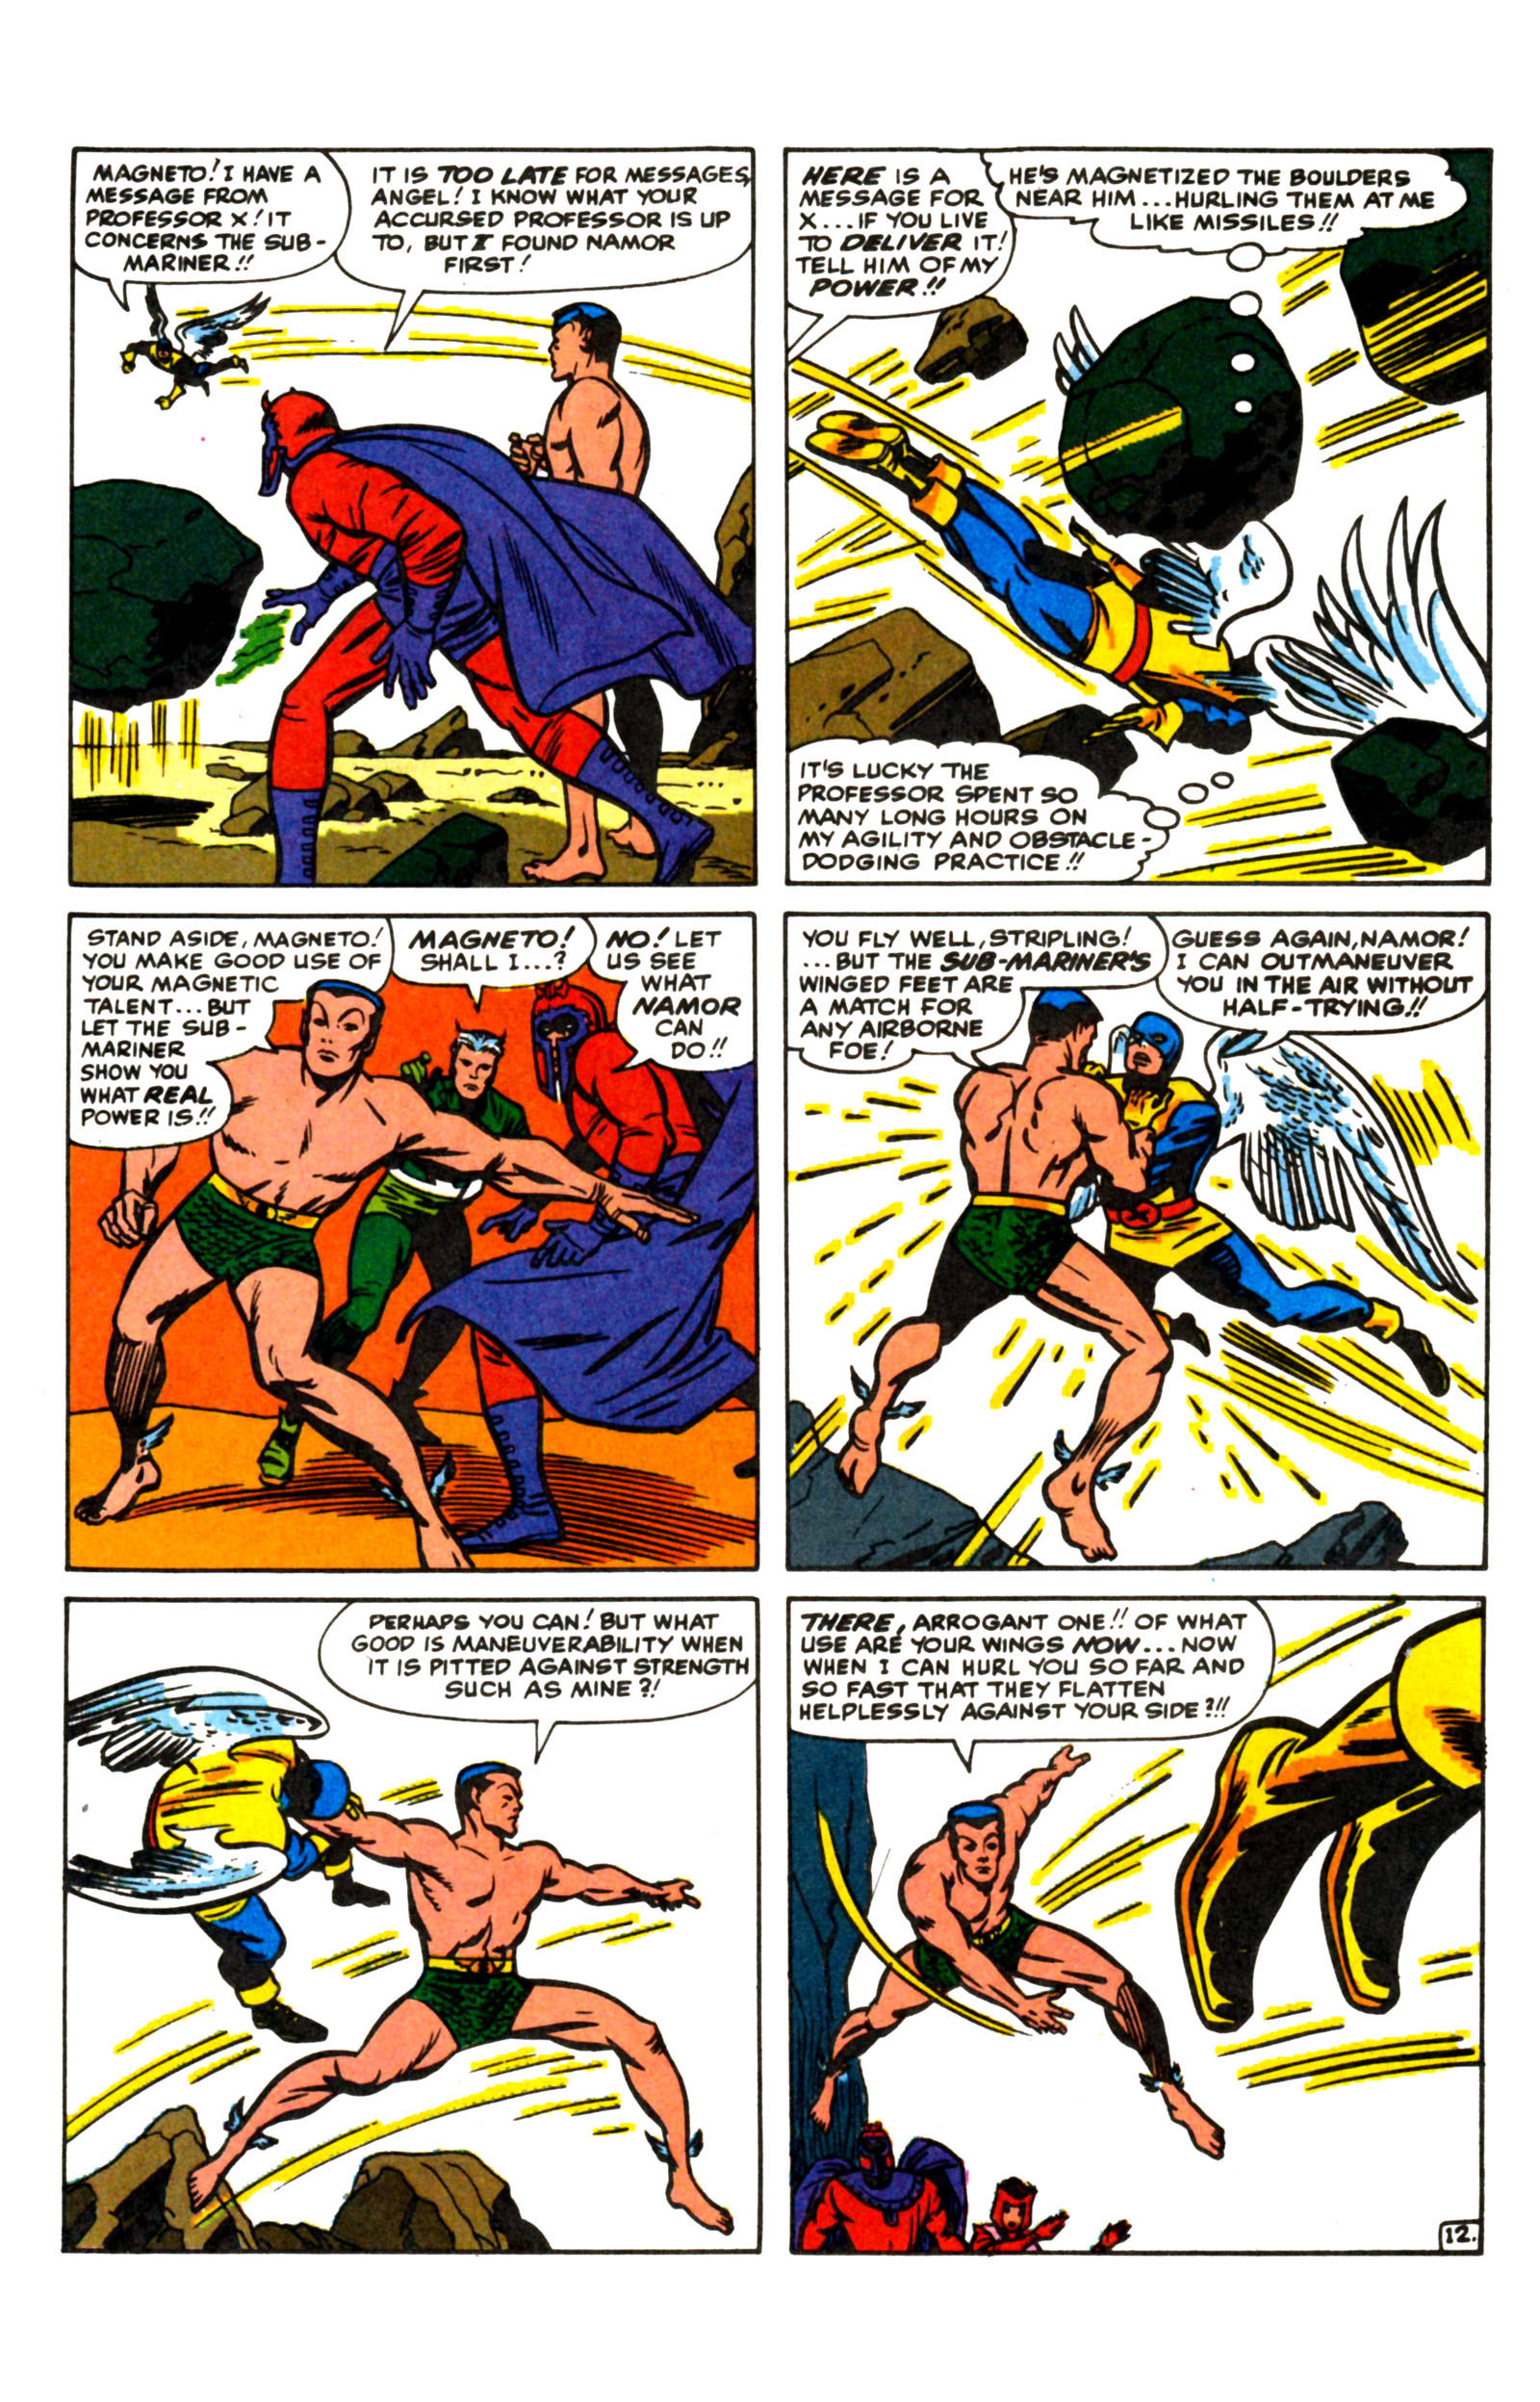 MAGNETO! I HAVE A
MESSAGE FROM
PROFESSOR X! IT
CONCERNS THE SUB-
MARINER!!
IT IS TOO LATE FOR MESSAGES,
ANGEL! I KNOW WHAT YOUR
ACCURSED PROFESSOR IS UP
TO, BUT I FOUND NAMOR
FIRST!
HERE IS A
MESSAGE FOR
X...IF YOU LIVE
TO DELIVER IT!
TELL HIM OF MY
POWER!!
HE'S MAGNETIZED THE BOULDERS
NEAR HIM...HURLING THEM AT ME
LIKE MISSILES!!
IT'S LUCKY THE
PROFESSOR SPENT SO
MANY LONG HOURS ON
MY AGILITY AND OBSTACLE-
DODGING PRACTICE!!
STAND ASIDE, MAGNETO!
YOU MAKE GOOD USE OF
YOUR MAGNETIC
TALENT...BUT
LET THE SUB-
MARINER
SHOW YOU
WHAT REAL
POWER IS!!
MAGNETO!
SHALL I...?
NO! LET
US SEE
WHAT
NAMOR
CAN
DO!!
YOU FLY WELL, STRIPLING!
...BUT THE SUB-MARINER'S
WINGED FEET ARE
A MATCH FOR
ANY AIRBORNE
FOE!
GUESS AGAIN, NAMOR!
I CAN OUTMANEUVER
YOU IN THE AIR WITHOUT
HALF-TRYING!!
PERHAPS YOU CAN! BUT WHAT
GOOD IS MANEUVERABILITY WHEN
IT IS PITTED AGAINST STRENGTH
SUCH AS MINE?!
THERE, ARROGANT ONE!! OF WHAT
USE ARE YOUR WINGS NOW...NOW
WHEN I CAN HURL YOU SO FAR AND
SO FAST THAT THEY FLATTEN
HELPLESSLY AGAINST YOUR SIDE?!!
12.